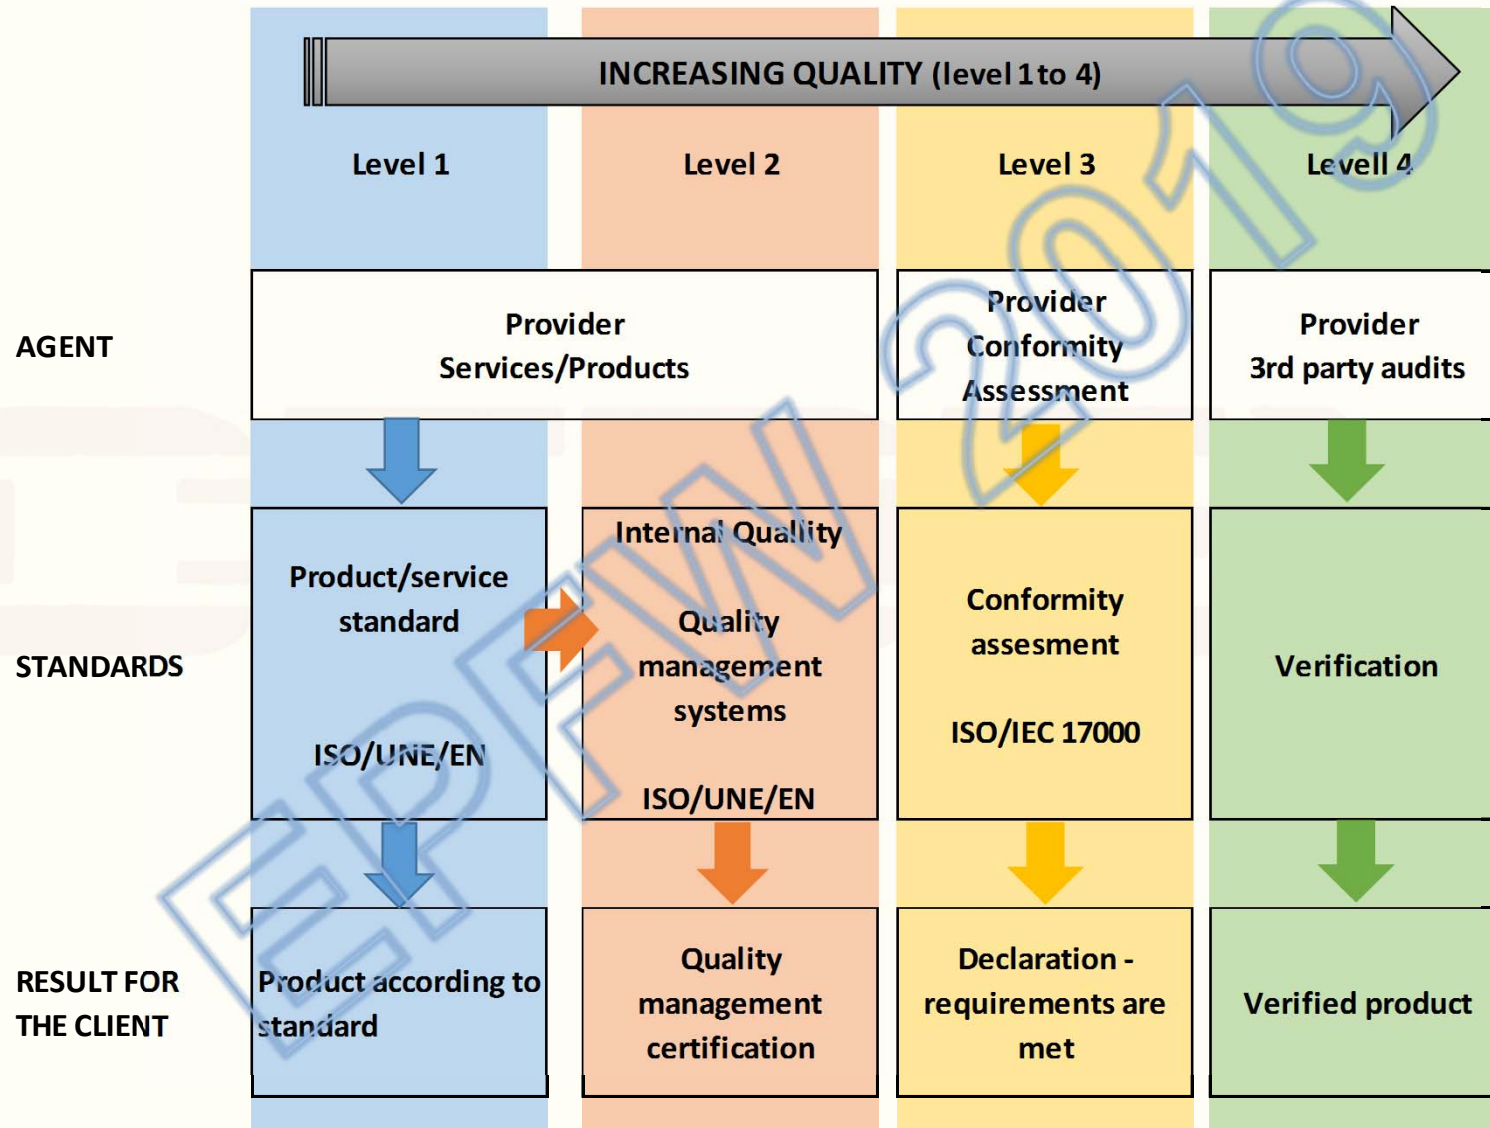 INCREASING QUALITY (level 1 to 4)
Level 1
Level 2
Level 3
Levell 4
AGENT
Provider
Services/Products
Provider
Conformity
Assessment
Provider
3rd party audits
STANDARDS
Product/service
standard
ISO/UNE/EN
Internal Quallity
Quality
management
systems
ISO/UNE/EN
Conformity
assesment
ISO/IEC 17000
Verification
RESULT FOR
THE CLIENT
Product according to
standard
Quality
management
certification
Declaration -
requirements are
met
Verified product
EPFW 2019